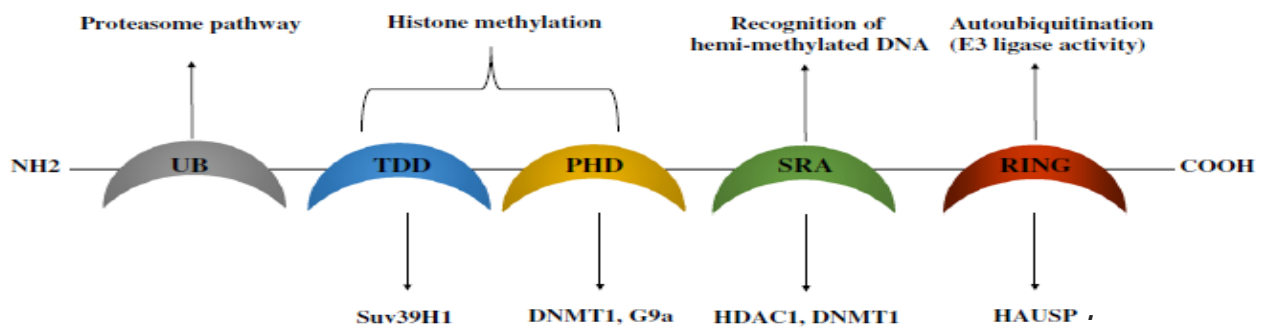 Proteasome pathway
Histone methylation
Recognition of
hemi-methylated DNA
Autoubiquitination
(E3 ligase activity)
NH2
UB
TDD
PHD
SRA
RING
COOH
Suv39H1
DNMT1, G9a
HDAC1, DNMT1
HAUSP ,